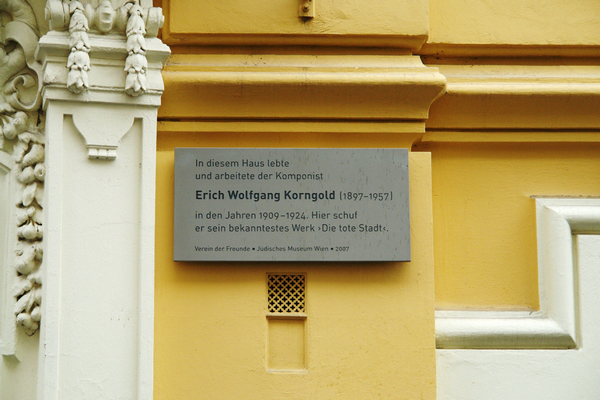 In diesem Haus lebte
und arbeitete der Komponist
Erich Wolfgang Korngold (1897–1957)
in den Jahren 1909–1924. Hier schuf
er sein bekanntestes Werk ›Die tote Stadt‹.
Verein der Freunde • Jüdisches Museum Wien • 2007